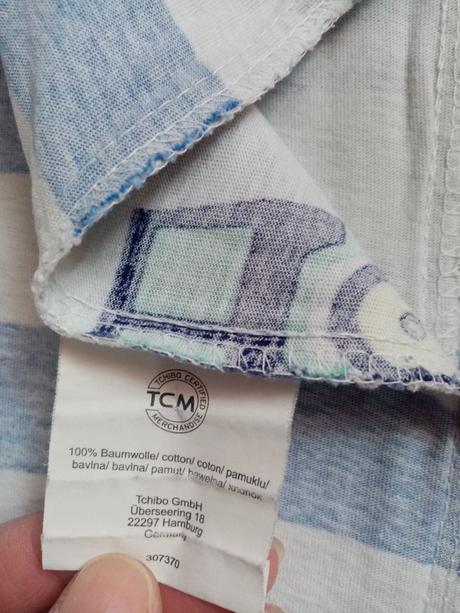 TCHIBO CERTIFIED
TCM
MERCHANDISE
100% Baumwolle/ cotton/ coton/ pamuklu/
bavlna/ bavlna/ pamut/ bawełna/ хлопок
Tchibo GmbH
Überseering 18
22297 Hamburg
Germany
307370